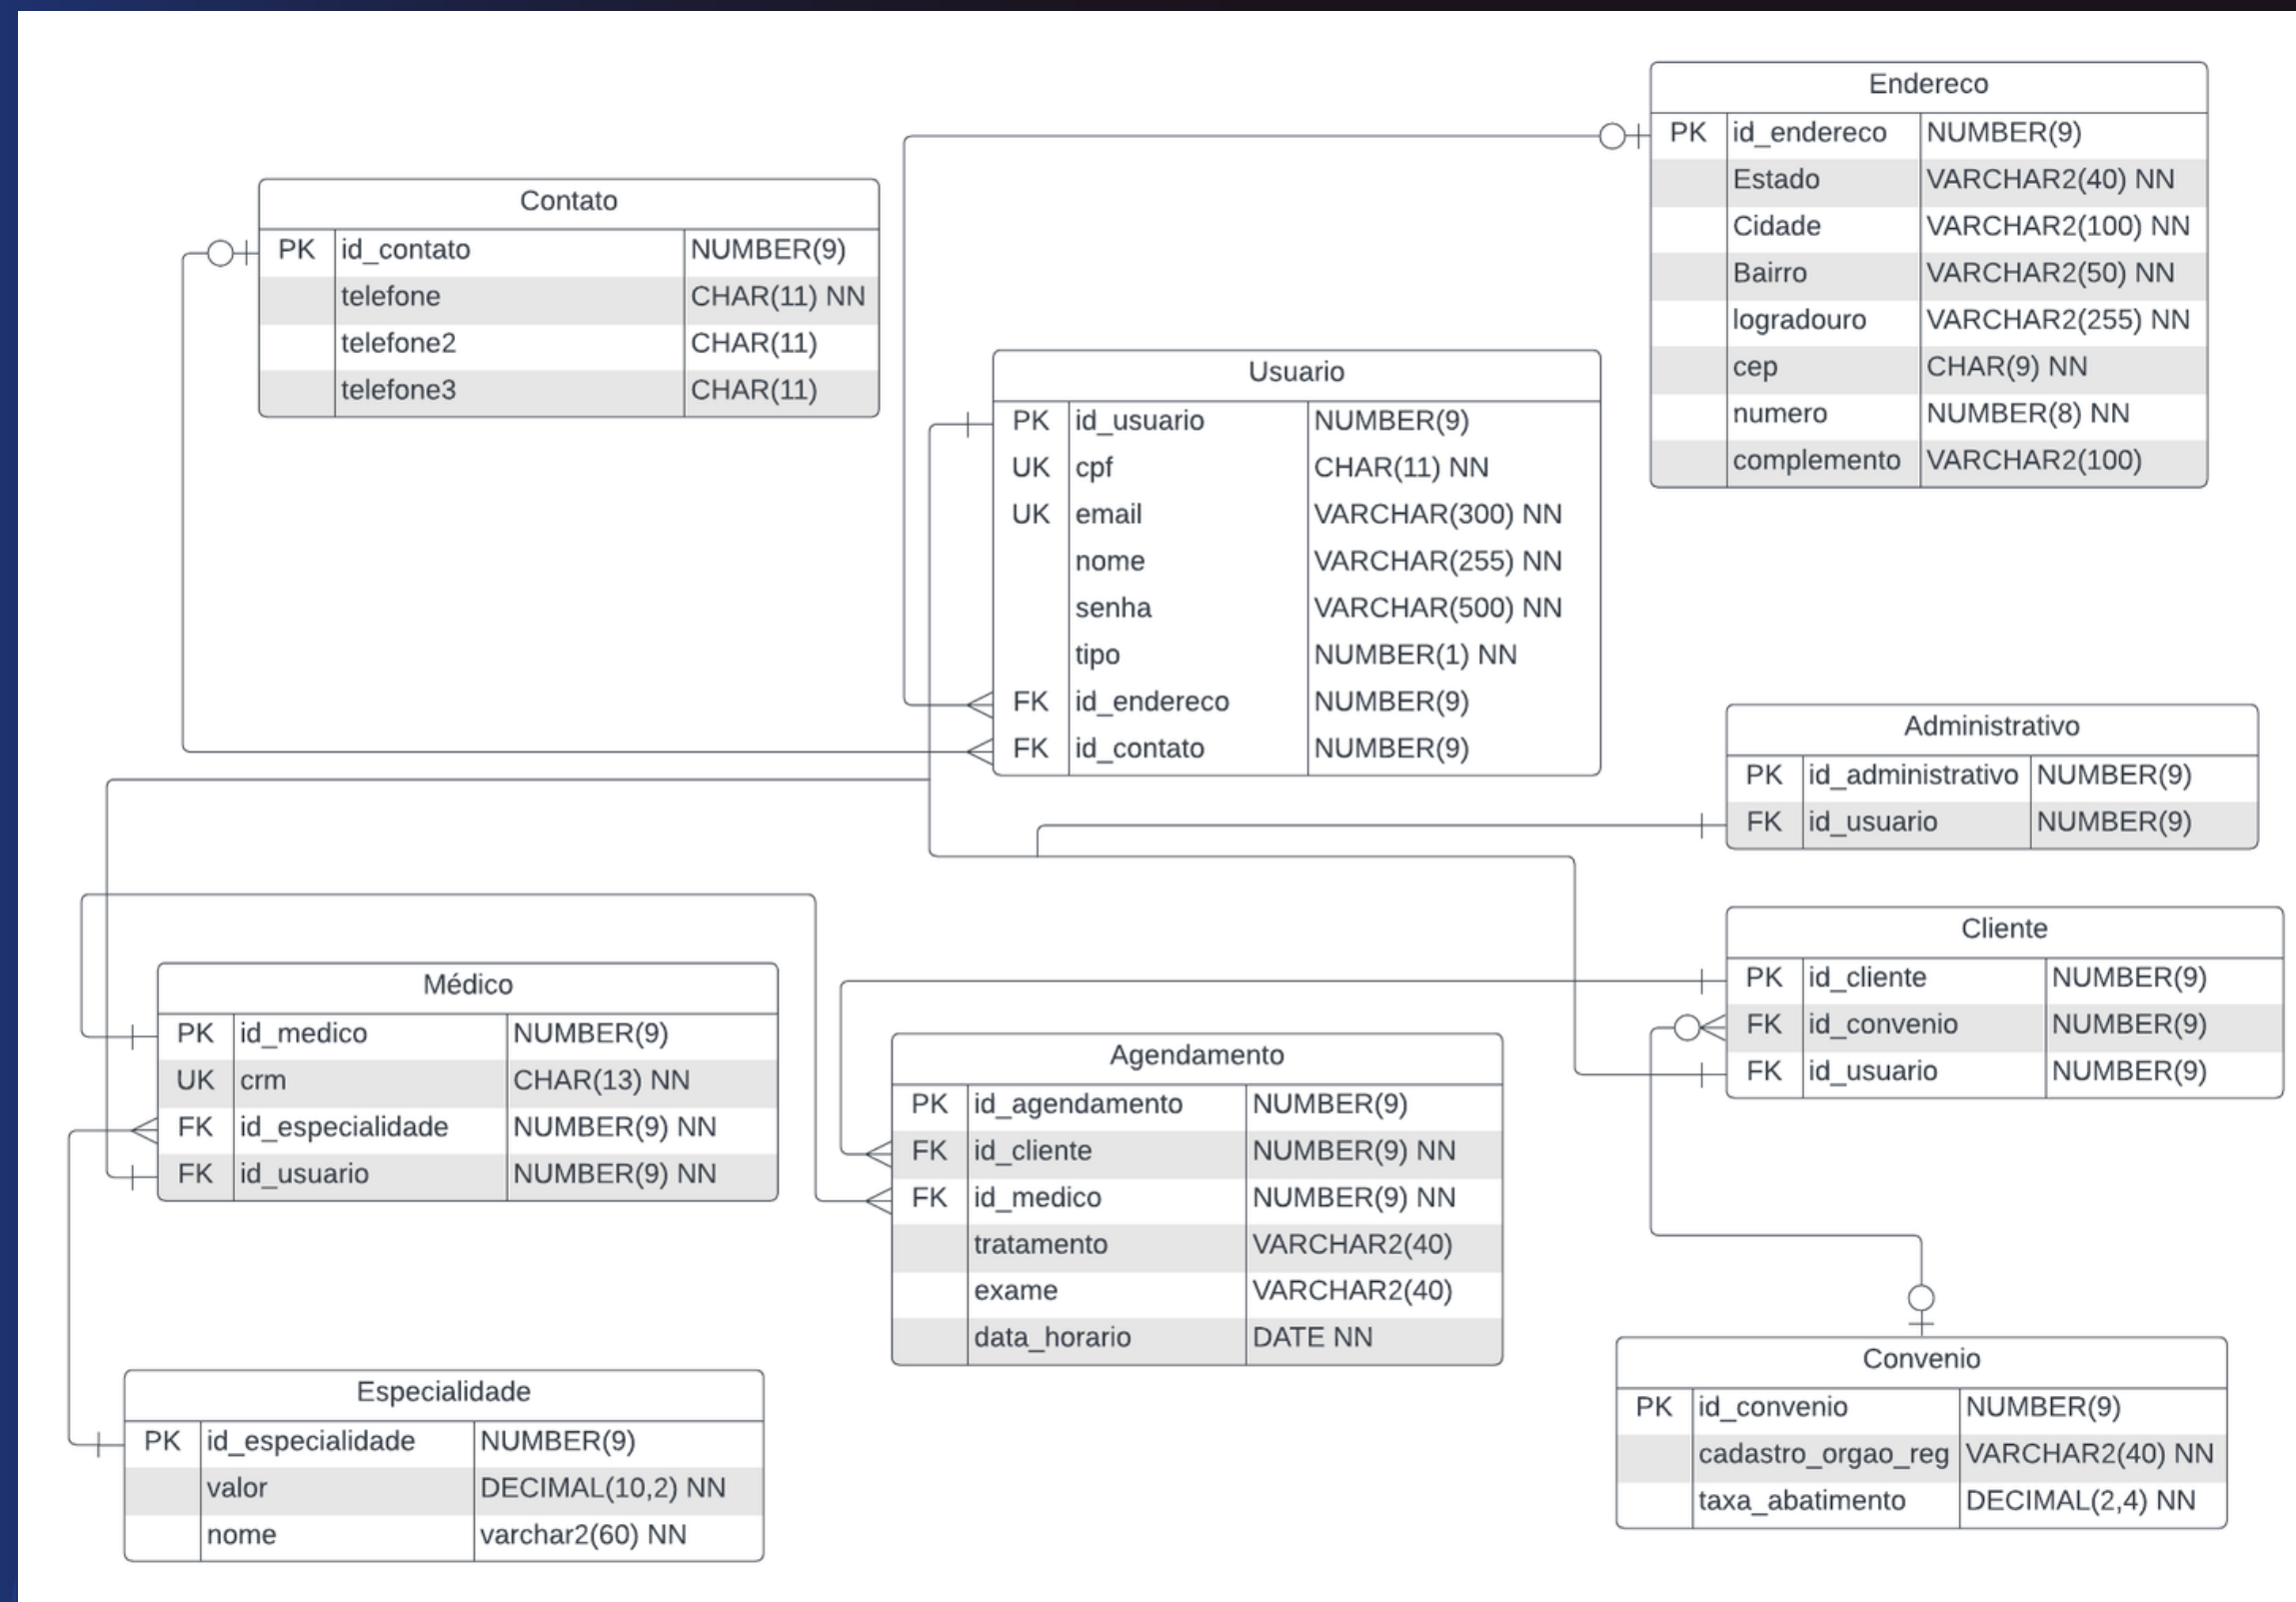 Endereco
PK id_endereco NUMBER(9)
Estado VARCHAR2(40) NN
Cidade VARCHAR2(100) NN
Bairro VARCHAR2(50) NN
logradouro VARCHAR2(255) NN
cep CHAR(9) NN
numero NUMBER(8) NN
complemento VARCHAR2(100)
Contato
PK id_contato NUMBER(9)
telefone CHAR(11) NN
telefone2 CHAR(11)
telefone3 CHAR(11)
Usuario
PK id_usuario NUMBER(9)
UK cpf CHAR(11) NN
UK email VARCHAR(300) NN
nome VARCHAR(255) NN
senha VARCHAR(500) NN
tipo NUMBER(1) NN
FK id_endereco NUMBER(9)
FK id_contato NUMBER(9)
Administrativo
PK id_administrativo NUMBER(9)
FK id_usuario NUMBER(9)
Cliente
PK id_cliente NUMBER(9)
FK id_convenio NUMBER(9)
FK id_usuario NUMBER(9)
Médico
PK id_medico NUMBER(9)
UK crm CHAR(13) NN
FK id_especialidade NUMBER(9) NN
FK id_usuario NUMBER(9) NN
Agendamento
PK id_agendamento NUMBER(9)
FK id_cliente NUMBER(9) NN
FK id_medico NUMBER(9) NN
tratamento VARCHAR2(40)
exame VARCHAR2(40)
data_horario DATE NN
Especialidade
PK id_especialidade NUMBER(9)
valor DECIMAL(10,2) NN
nome varchar2(60) NN
Convenio
PK id_convenio NUMBER(9)
cadastro_orgao_reg VARCHAR2(40) NN
taxa_abatimento DECIMAL(2,4) NN